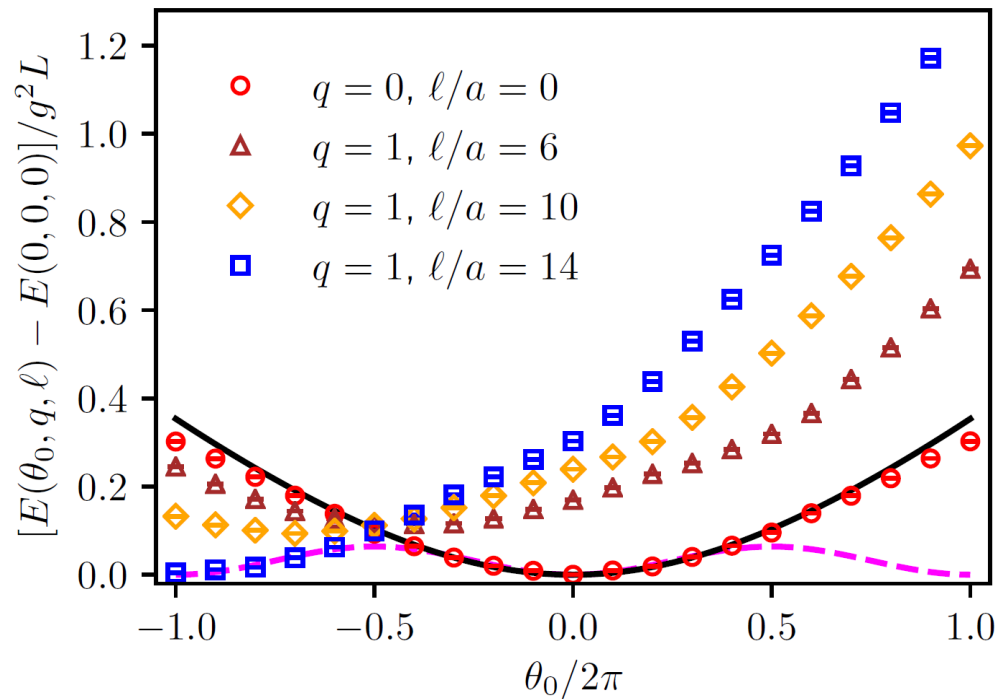 [E(θ₀, q, ℓ) − E(0, 0, 0)]/g²L
1.2
1.0
0.8
0.6
0.4
0.2
0.0
q = 0, ℓ/a = 0
q = 1, ℓ/a = 6
q = 1, ℓ/a = 10
q = 1, ℓ/a = 14
−1.0 −0.5 0.0 0.5 1.0
θ₀/2π